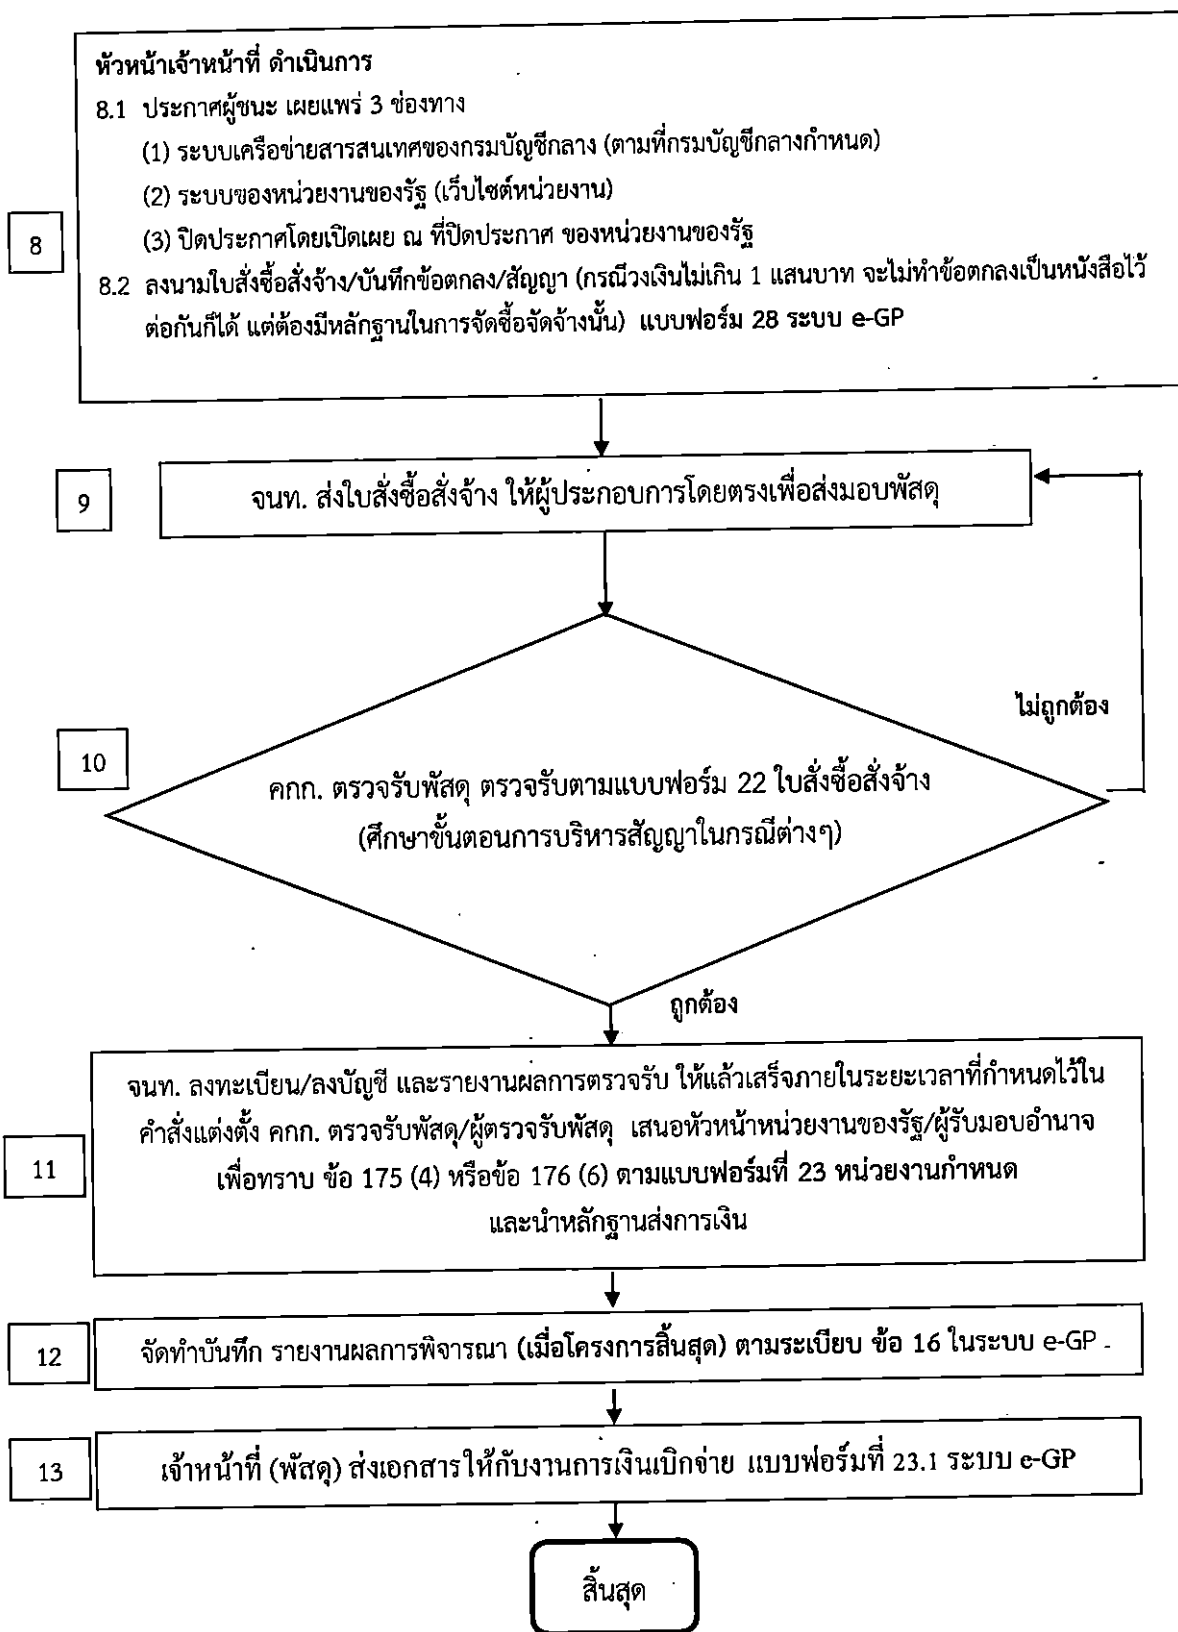 หัวหน้าเจ้าหน้าที่ ดำเนินการ
8.1 ประกาศผู้ชนะ เผยแพร่ 3 ช่องทาง
(1) ระบบเครือข่ายสารสนเทศของกรมบัญชีกลาง (ตามที่กรมบัญชีกลางกำหนด)
(2) ระบบของหน่วยงานของรัฐ (เว็บไซต์หน่วยงาน)
8
(3) ปิดประกาศโดยเปิดเผย ณ ที่ปิดประกาศ ของหน่วยงานของรัฐ
8.2 ลงนามใบสั่งซื้อสั่งจ้าง/บันทึกข้อตกลง/สัญญา (กรณีวงเงินไม่เกิน 1 แสนบาท จะไม่ทำข้อตกลงเป็นหนังสือไว้
ต่อกันก็ได้ แต่ต้องมีหลักฐานในการจัดซื้อจัดจ้างนั้น) แบบฟอร์ม 28 ระบบ e-GP
9
จนท. ส่งใบสั่งซื้อสั่งจ้าง ให้ผู้ประกอบการโดยตรงเพื่อส่งมอบพัสดุ
ไม่ถูกต้อง
10
คกก. ตรวจรับพัสดุ ตรวจรับตามแบบฟอร์ม 22 ใบสั่งซื้อสั่งจ้าง
(ศึกษาขั้นตอนการบริหารสัญญาในกรณีต่างๆ)
ถูกต้อง
จนท. ลงทะเบียน/ลงบัญชี และรายงานผลการตรวจรับ ให้แล้วเสร็จภายในระยะเวลาที่กำหนดไว้ใน
คำสั่งแต่งตั้ง คกก. ตรวจรับพัสดุ/ผู้ตรวจรับพัสดุ เสนอหัวหน้าหน่วยงานของรัฐ/ผู้รับมอบอำนาจ
11
เพื่อทราบ ข้อ 175 (4) หรือข้อ 176 (6) ตามแบบฟอร์มที่ 23 หน่วยงานกำหนด
และนำหลักฐานส่งการเงิน
12
จัดทำบันทึก รายงานผลการพิจารณา (เมื่อโครงการสิ้นสุด) ตามระเบียบ ข้อ 16 ในระบบ e-GP
13
เจ้าหน้าที่ (พัสดุ) ส่งเอกสารให้กับงานการเงินเบิกจ่าย แบบฟอร์มที่ 23.1 ระบบ e-GP
สิ้นสุด